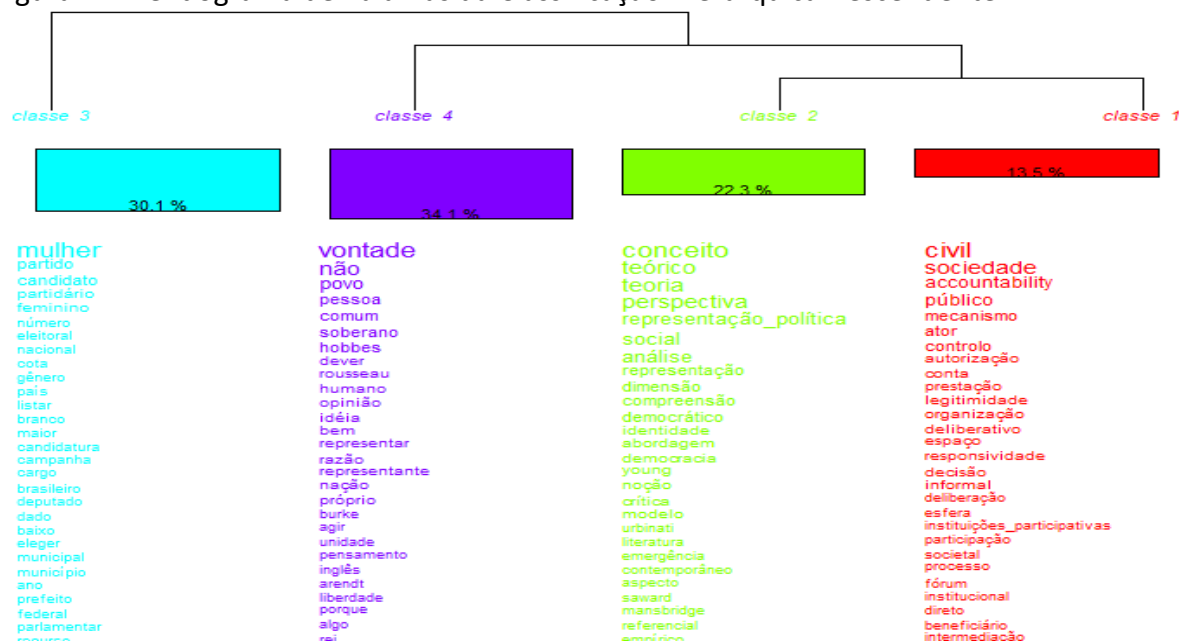 classe 3
classe 4
classe 2
classe 1
30.1 %
34.1 %
22.3 %
13.5 %
mulher
partido
candidato
partidário
feminino
número
eleitoral
nacional
cota
gênero
país
listar
branco
maior
candidatura
campanha
cargo
brasileiro
deputado
dado
baixo
eleger
municipal
município
ano
prefeito
federal
parlamentar
vontade
não
povo
pessoa
comum
soberano
hobbes
dever
rousseau
humano
opinião
idéia
bem
representar
razão
representante
nação
próprio
burke
agir
unidade
pensamento
inglês
arendt
liberdade
porque
algo
rei
conceito
teórico
teoria
perspectiva
representação_política
social
análise
representação
dimensão
compreensão
democrático
identidade
abordagem
democracia
young
noção
crítica
modelo
urbinati
literatura
emergência
contemporâneo
aspecto
saward
mansbridge
referencial
empírico
civil
sociedade
accountability
público
mecanismo
ator
controlo
autorização
conta
prestação
legitimidade
organização
deliberativo
espaço
responsividade
decisão
informal
deliberação
esfera
instituições_participativas
participação
societal
processo
fórum
institucional
direto
beneficiário
intermediação